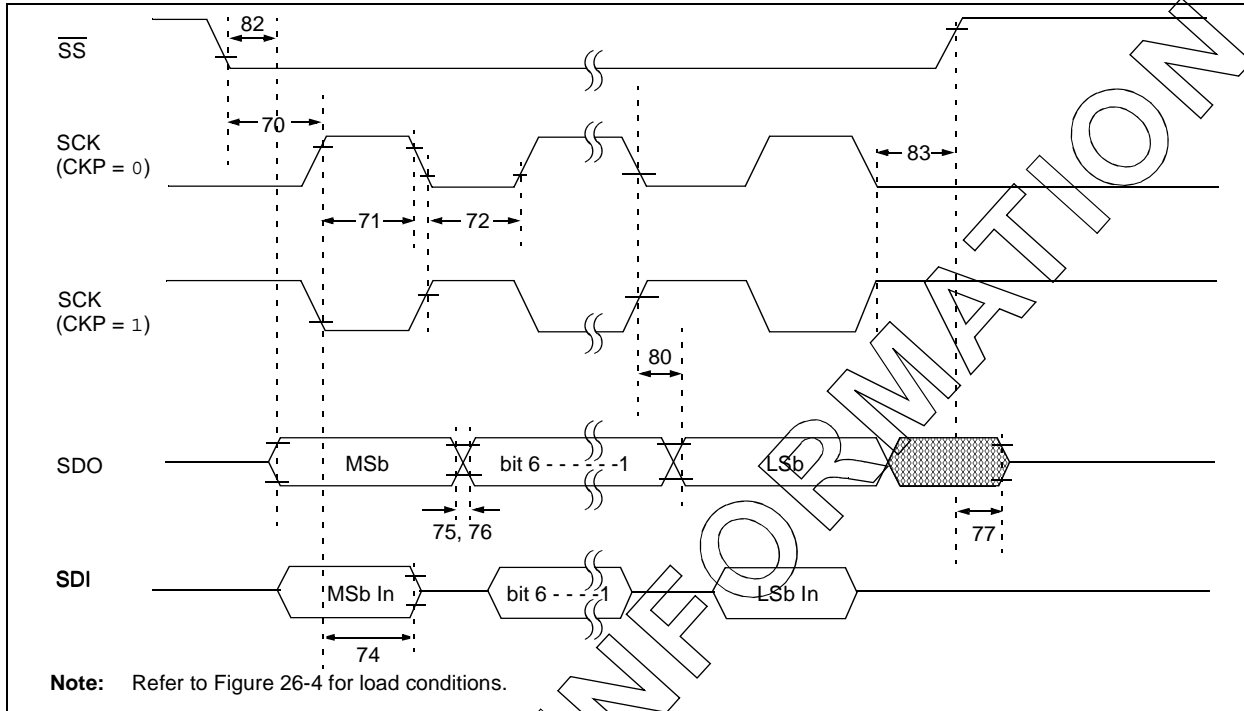 82
SS
70
SCK
(CKP = 0)
83
71
72
SCK
(CKP = 1)
80
SDO
MSb
bit 6 - - - - - -1
LSb
75, 76
77
SDI
MSb In
bit 6 - - - -1
LSb In
74
Note: Refer to Figure 26-4 for load conditions.
NFORMATION